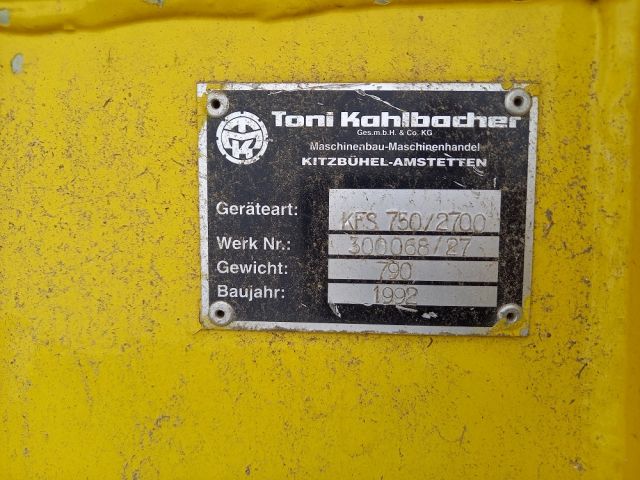 Toni Kahlbacher
Ges.m.b.H. & Co. KG
Maschinenbau-Maschinenhandel
KITZBÜHEL-AMSTETTEN
Geräteart: KFS 750/2700
Werk Nr.: 300068/27
Gewicht: 790
Baujahr: 1992